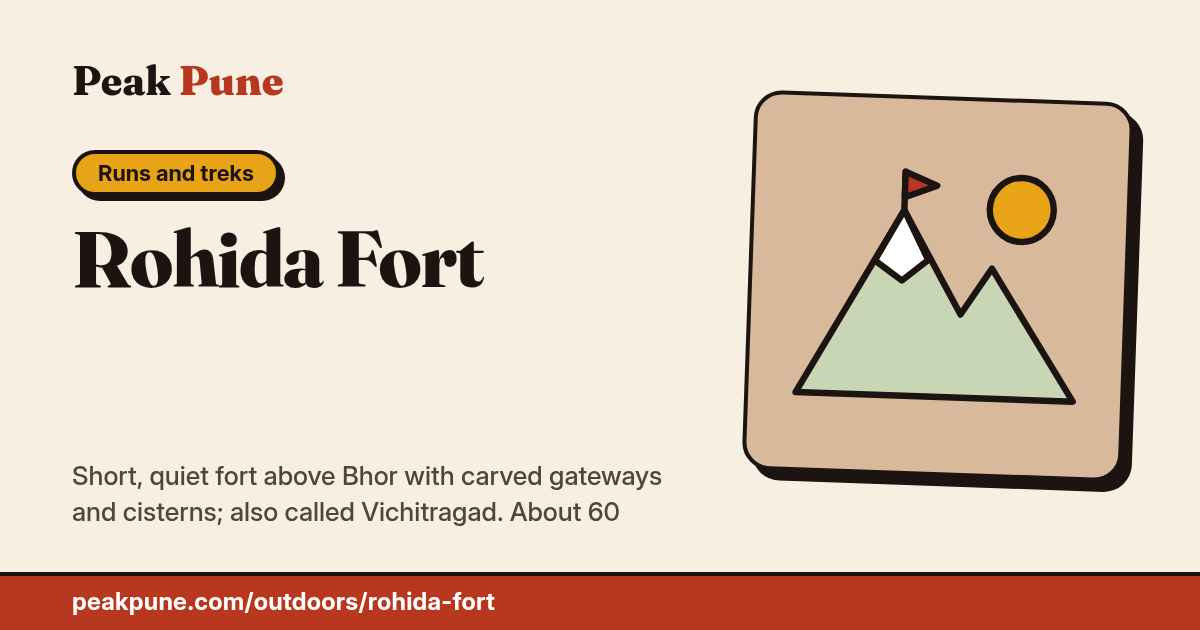 Peak Pune
Runs and treks
Rohida Fort
Short, quiet fort above Bhor with carved gateways
and cisterns; also called Vichitragad. About 60
peakpune.com/outdoors/rohida-fort